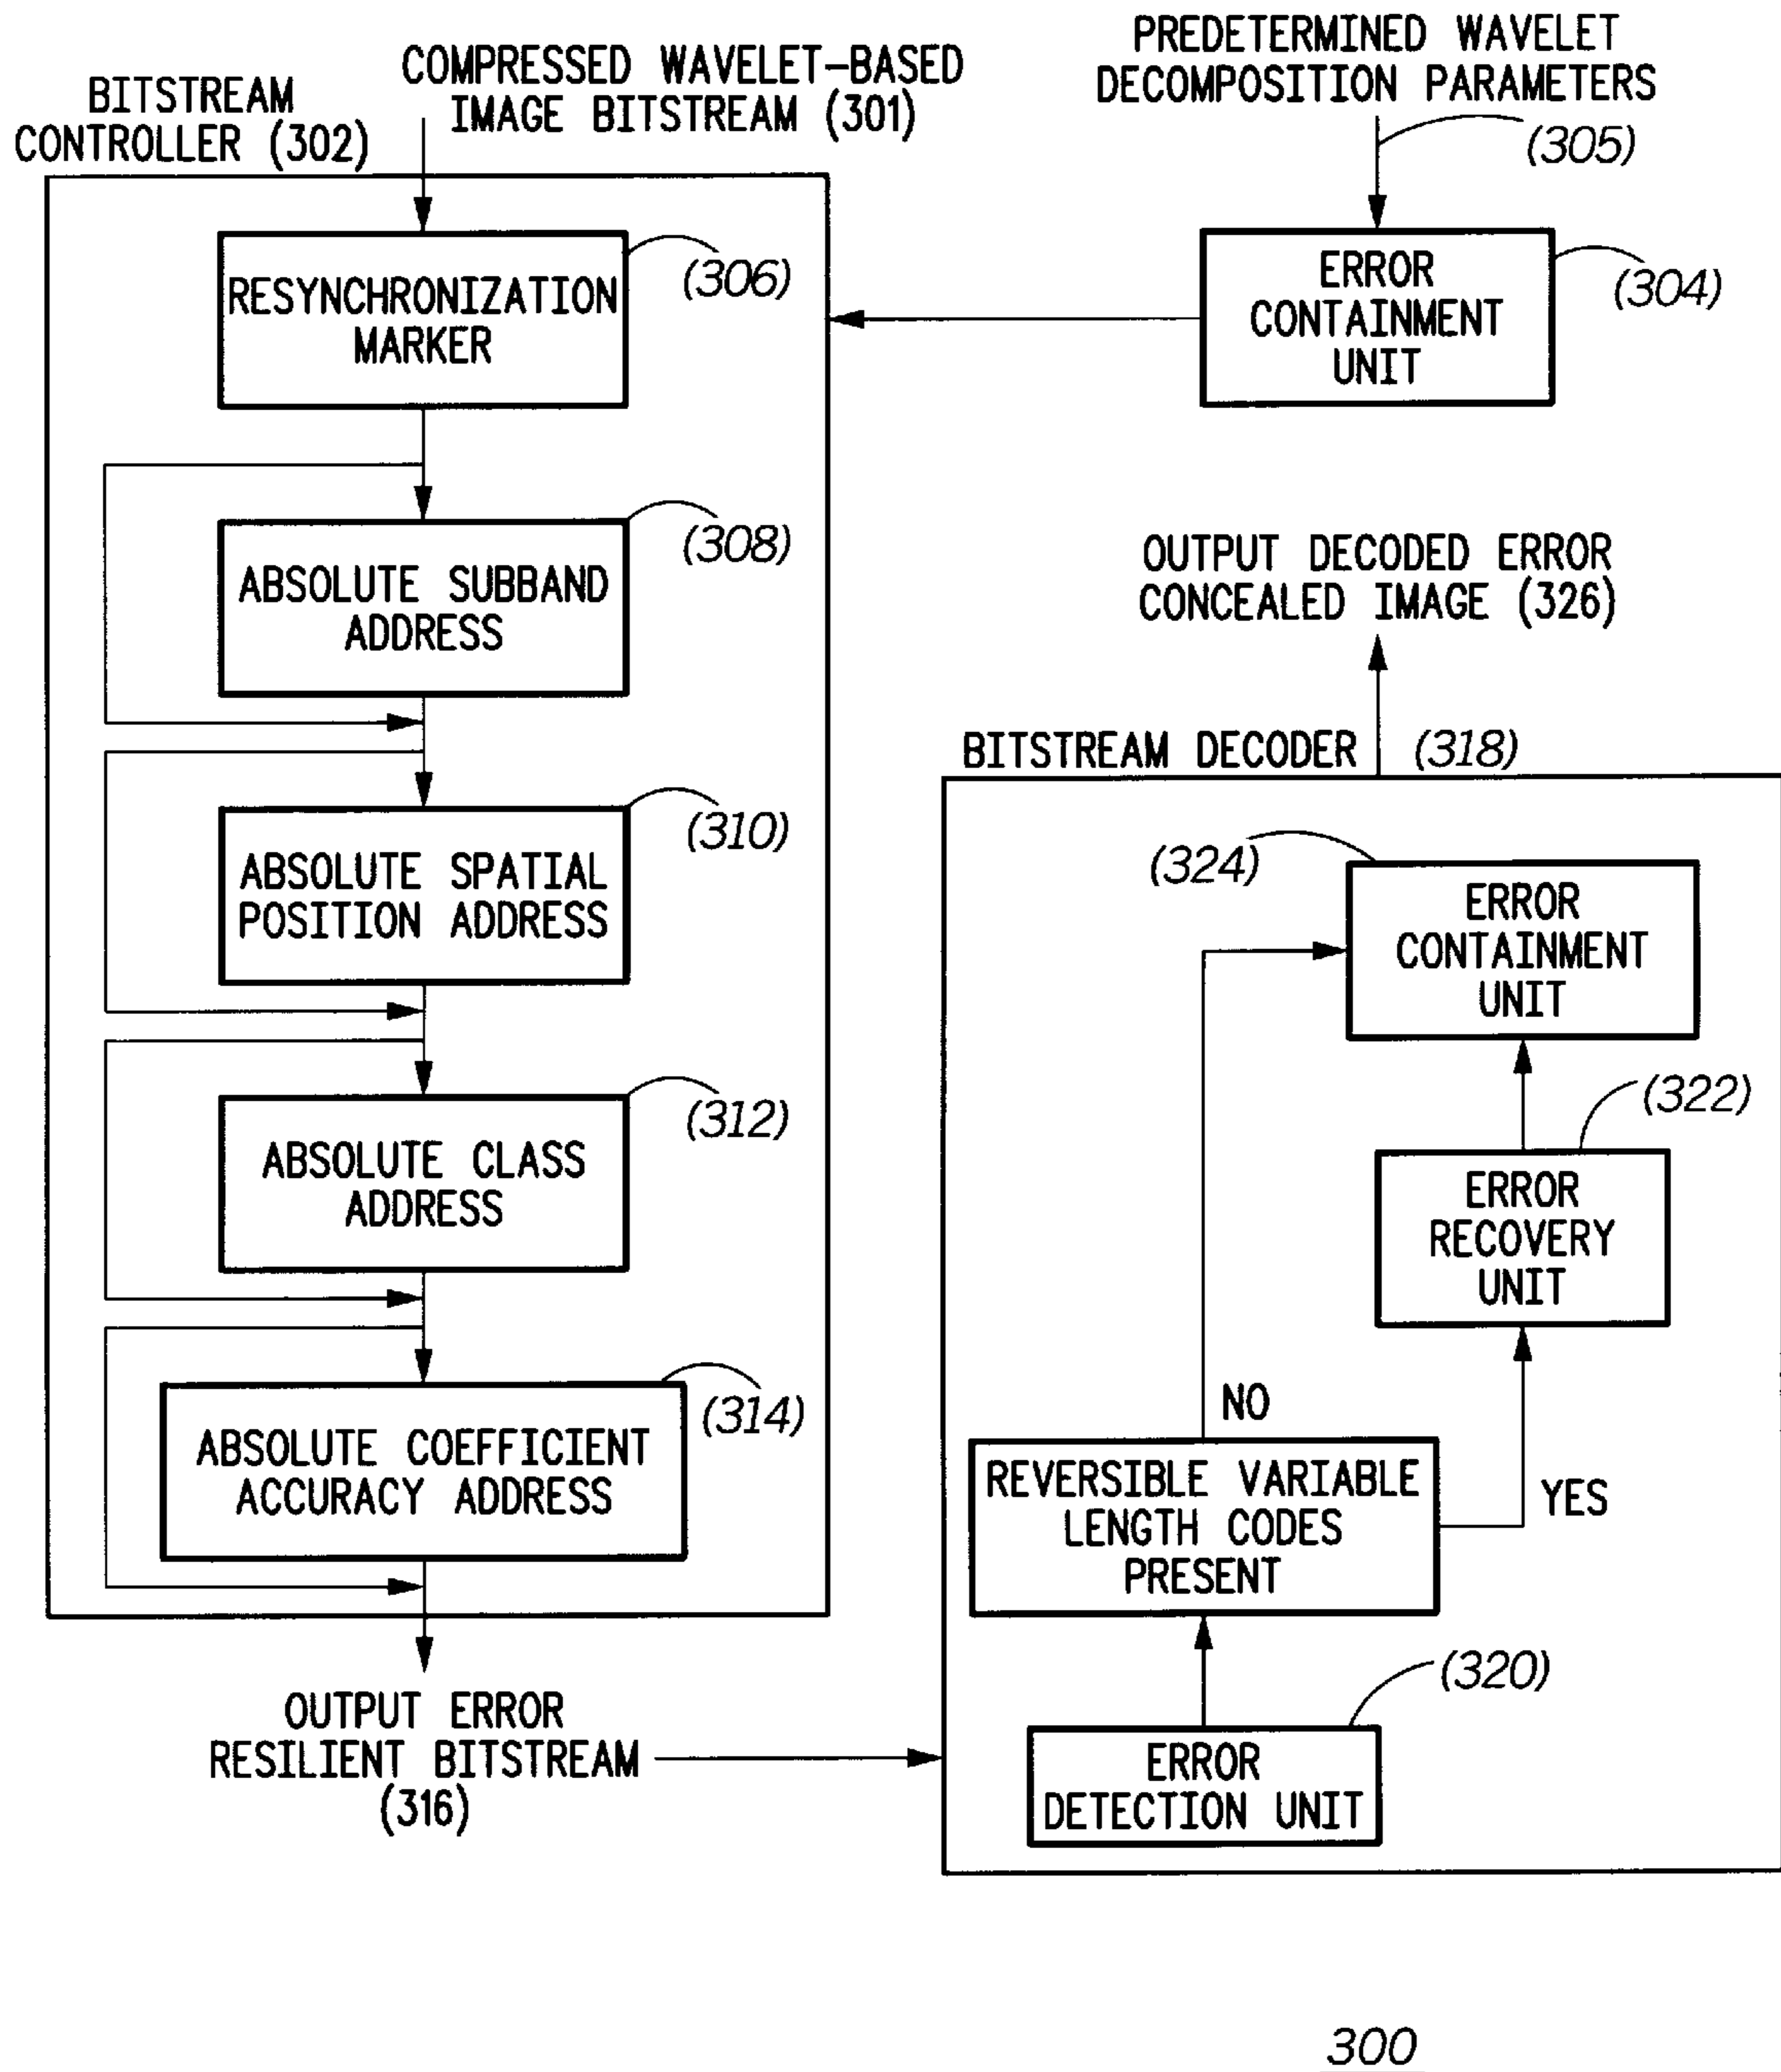 COMPRESSED WAVELET-BASED
IMAGE BITSTREAM (301)
BITSTREAM
CONTROLLER (302)
PREDETERMINED WAVELET
DECOMPOSITION PARAMETERS
(305)
RESYNCHRONIZATION
MARKER
(306)
ERROR
CONTAINMENT
UNIT
(304)
ABSOLUTE SUBBAND
ADDRESS
(308)
ABSOLUTE SPATIAL
POSITION ADDRESS
(310)
ABSOLUTE CLASS
ADDRESS
(312)
ABSOLUTE COEFFICIENT
ACCURACY ADDRESS
(314)
OUTPUT ERROR
RESILIENT BITSTREAM
(316)
OUTPUT DECODED ERROR
CONCEALED IMAGE (326)
BITSTREAM DECODER (318)
(324)
ERROR
CONTAINMENT
UNIT
(322)
ERROR
RECOVERY
UNIT
NO
YES
REVERSIBLE VARIABLE
LENGTH CODES
PRESENT
(320)
ERROR
DETECTION UNIT
300